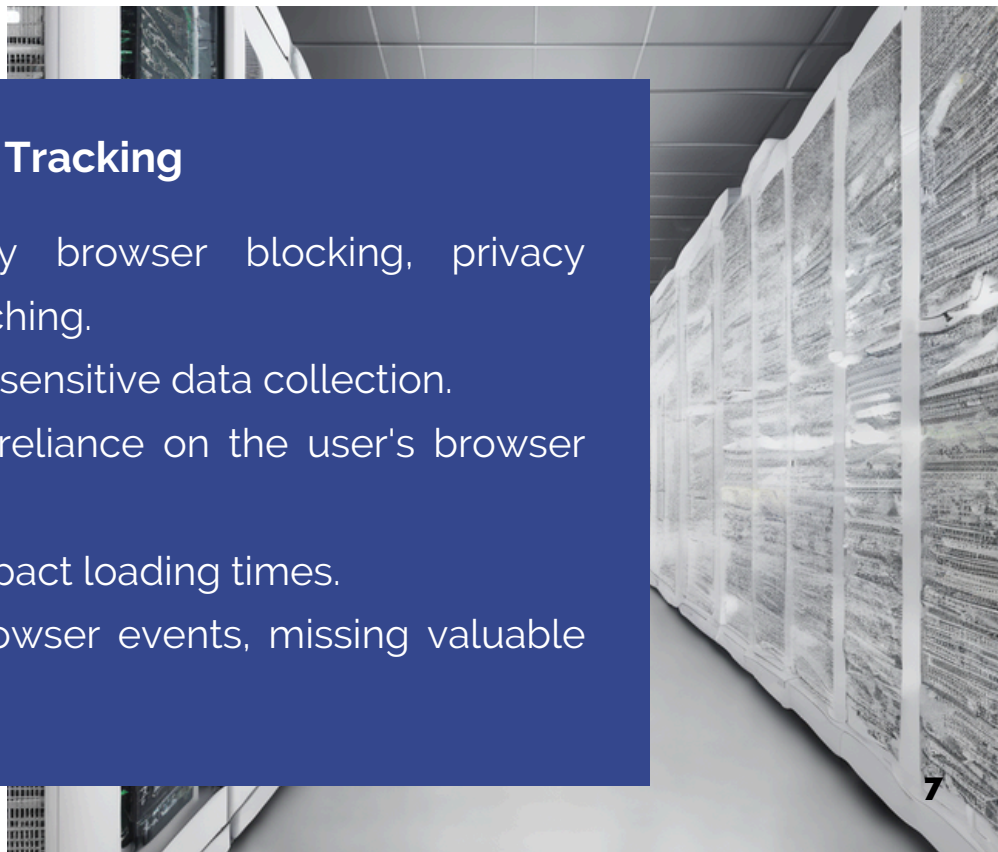 Tracking
y browser blocking, privacy
ching.
sensitive data collection.
reliance on the user's browser
pact loading times.
owser events, missing valuable
7